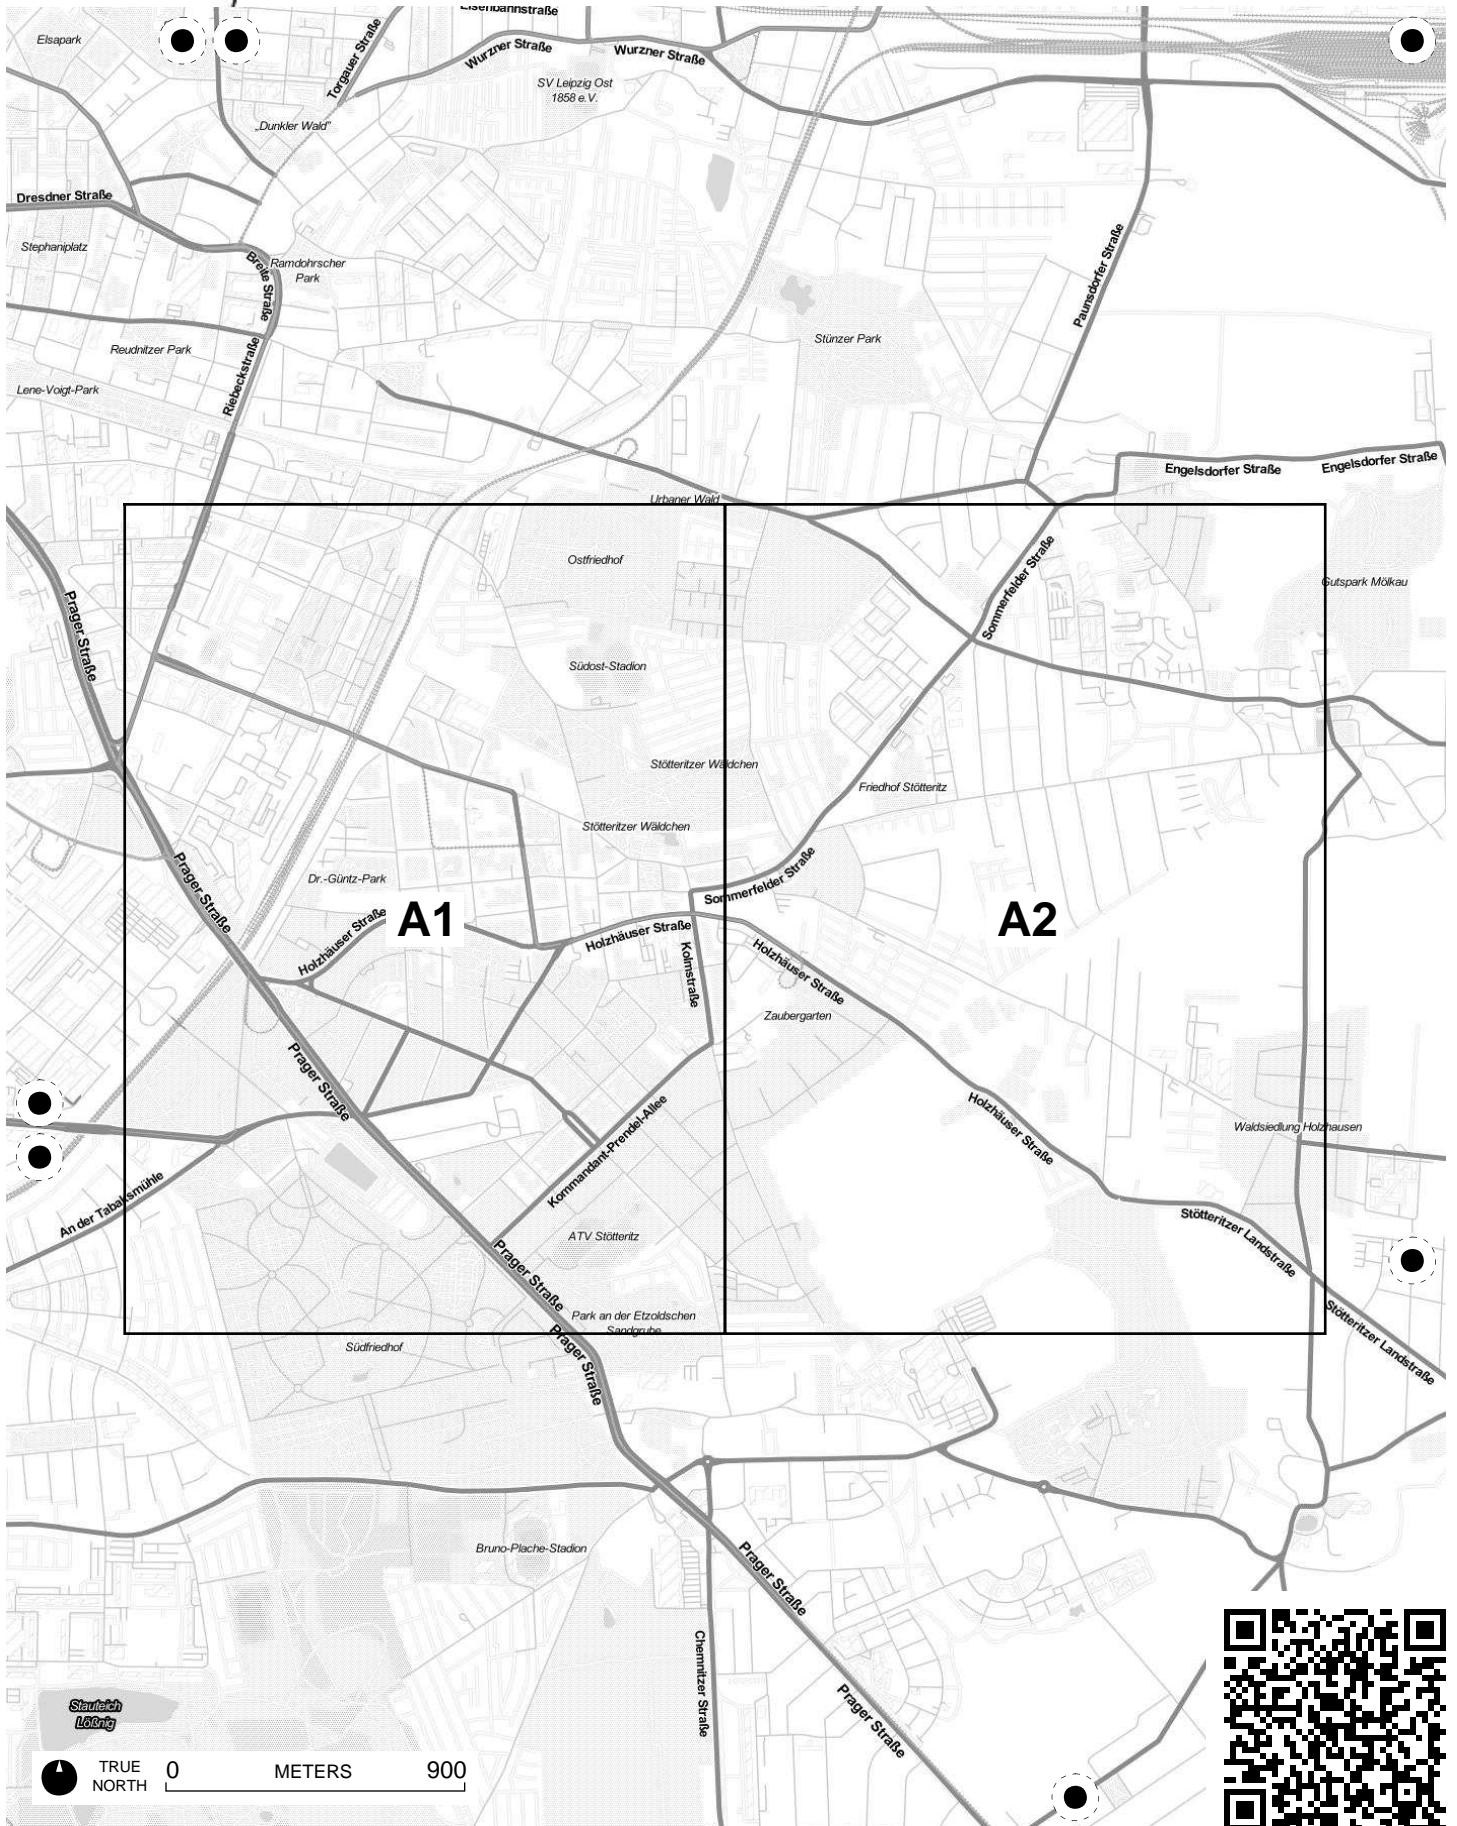 Elsapark
Torgauer Straße
Eisenbahnstraße
Wurzner Straße
Wurzner Straße
SV Leipzig Ost
1858 e.V.
„Dunkler Wald"
Dresdner Straße
Stephaniplatz
Breite Straße
Ramdohrscher
Park
Paunsdorfer Straße
Stünzer Park
Reudnitzer Park
Lene-Voigt-Park
Riebeckstraße
Engelsdorfer Straße
Engelsdorfer Straße
Urbaner Wald
Ostfriedhof
Sommerfelder Straße
Gutspark Mölkau
Prager Straße
Südost-Stadion
Stötteritzer Wäldchen
Friedhof Stötteritz
Stötteritzer Wäldchen
Prager Straße
Dr.-Güntz-Park
Sommerfelder Straße
Holzhäuser Straße
A1
A2
Holzhäuser Straße
Kolmstraße
Holzhäuser Straße
Zaubergarten
Prager Straße
Holzhäuser Straße
Waldsiedlung Holzhausen
Kommandant-Prendel-Allee
An der Tabaksmühle
ATV Stötteritz
Stötteritzer Landstraße
Prager Straße
Park an der Etzoldschen
Sandgrube
Stötteritzer Landstraße
Südfriedhof
Prager Straße
Bruno-Plache-Stadion
Prager Straße
Chemnitzer Straße
Prager Straße
Stauteich
Lößnig
TRUE
NORTH
0 METERS 900